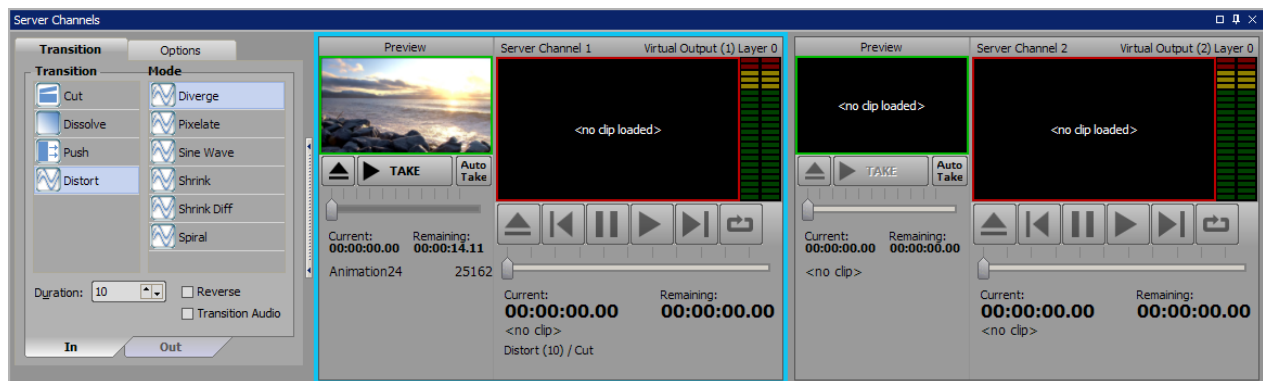 Server Channels
Transition
Options
Transition
Mode
Cut
Dissolve
Push
Distort
Diverge
Pixelate
Sine Wave
Shrink
Shrink Diff
Spiral
Duration: 10
Reverse
Transition Audio
In
Out
Preview
TAKE
Auto
Take
Current: Remaining:
00:00:00.00 00:00:14.11
Animation24 25162
Server Channel 1 Virtual Output (1) Layer 0
<no clip loaded>
Current: Remaining:
00:00:00.00 00:00:00.00
<no clip>
Distort (10) / Cut
Preview
<no clip loaded>
TAKE
Auto
Take
Current: Remaining:
00:00:00.00 00:00:00.00
<no clip>
Server Channel 2 Virtual Output (2) Layer 0
<no clip loaded>
Current: Remaining:
00:00:00.00 00:00:00.00
<no clip>